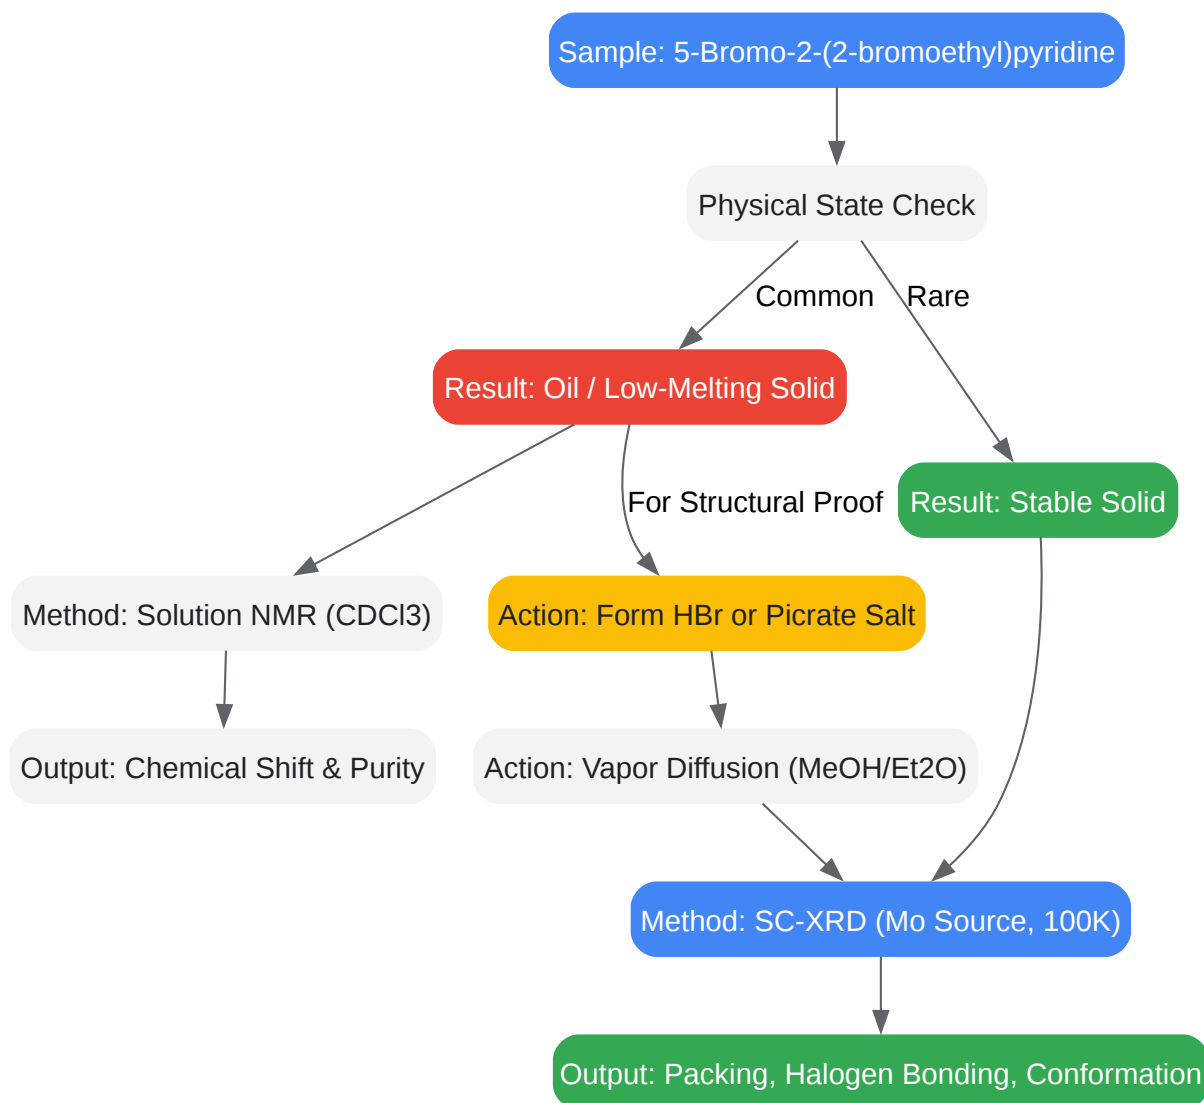 Sample: 5-Bromo-2-(2-bromoethyl)pyridine
Physical State Check
Common
Rare
Result: Oil / Low-Melting Solid
For Structural Proof
Result: Stable Solid
Method: Solution NMR (CDCl3)
Action: Form HBr or Picrate Salt
Output: Chemical Shift & Purity
Action: Vapor Diffusion (MeOH/Et2O)
Method: SC-XRD (Mo Source, 100K)
Output: Packing, Halogen Bonding, Conformation